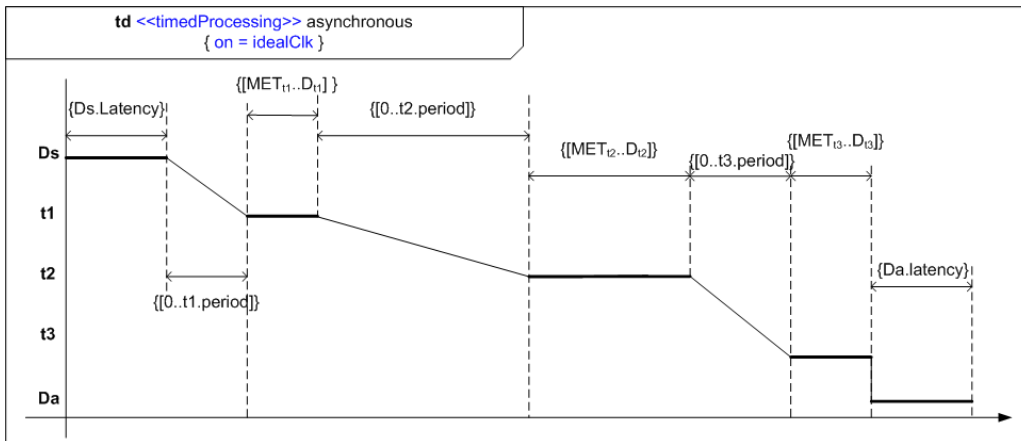 td <<timedProcessing>> asynchronous
{ on = idealClk }
{[METt1..Dt1] }
{Ds.Latency}
{[0..t2.period]}
{[METt2..Dt2]}
{[METt3..Dt3]}
{[0..t3.period]}
Ds
t1
t2
{Da.latency}
{[0..t1.period]}
t3
Da